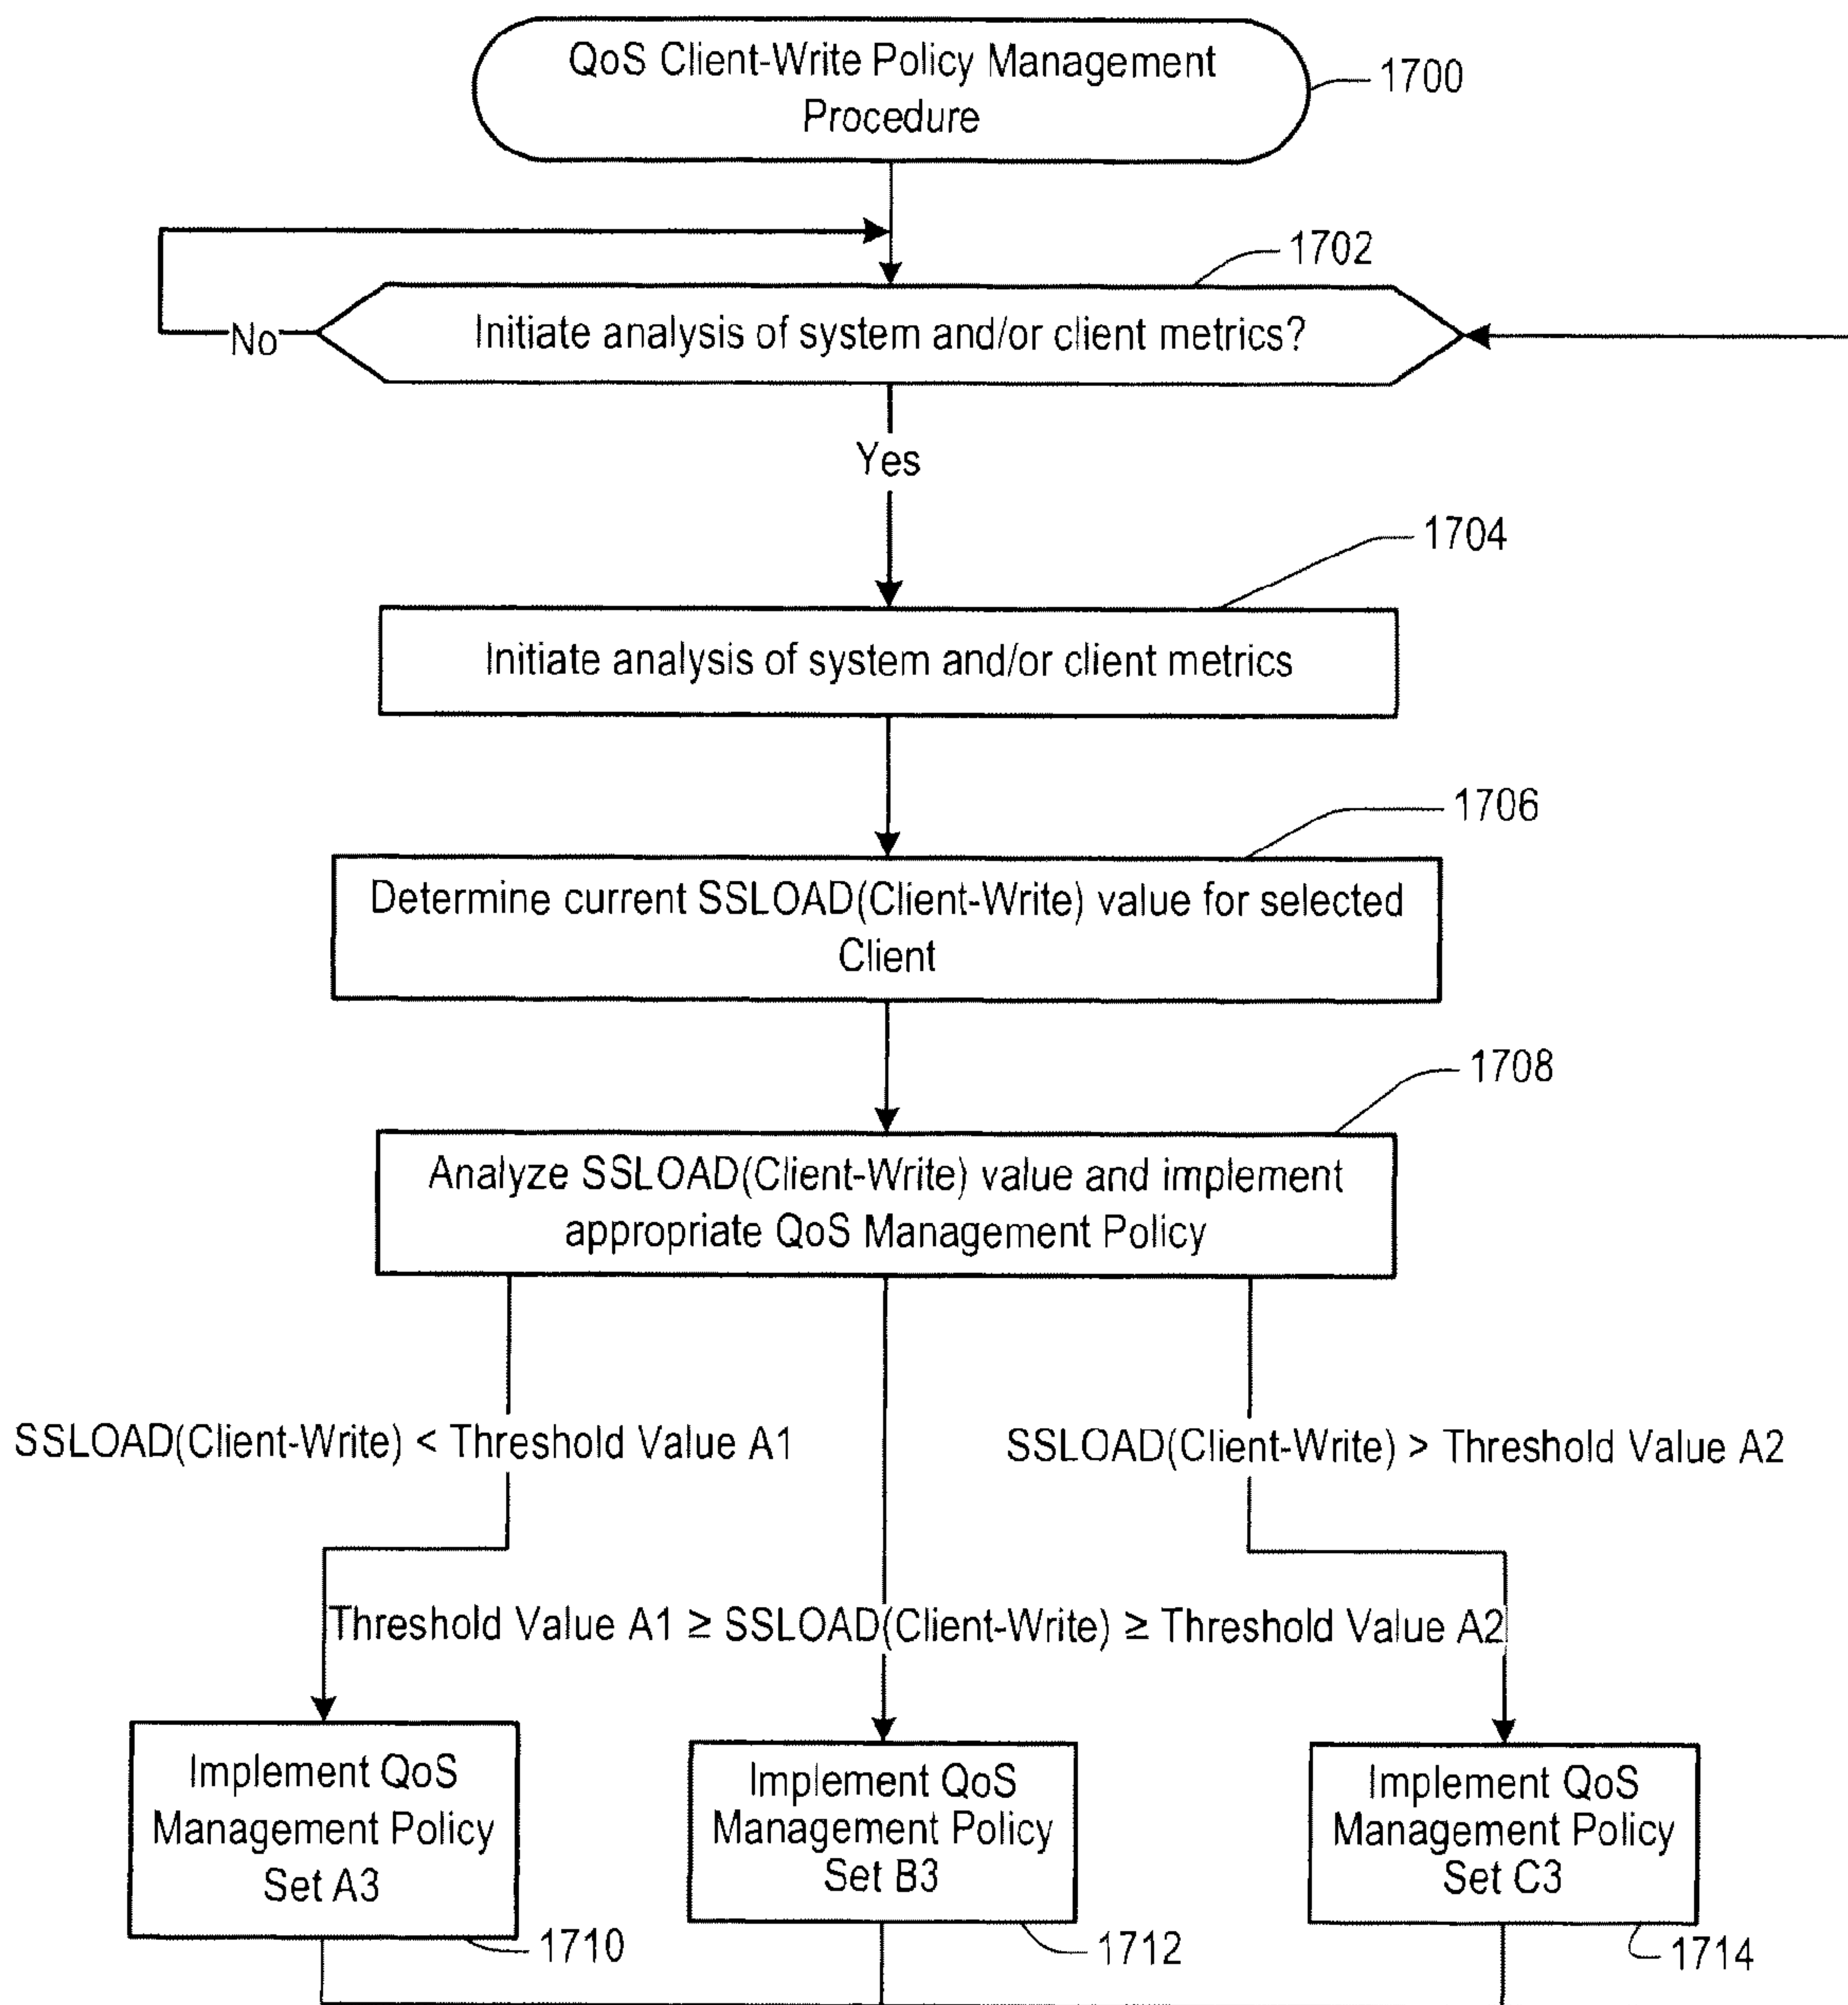 QoS Client-Write Policy Management
Procedure
1700
1702
Initiate analysis of system and/or client metrics?
No
Yes
1704
Initiate analysis of system and/or client metrics
1706
Determine current SSLOAD(Client-Write) value for selected
Client
1708
Analyze SSLOAD(Client-Write) value and implement
appropriate QoS Management Policy
SSLOAD(Client-Write) < Threshold Value A1
SSLOAD(Client-Write) > Threshold Value A2
Threshold Value A1 ≥ SSLOAD(Client-Write) ≥ Threshold Value A2
Implement QoS
Management Policy
Set A3
1710
Implement QoS
Management Policy
Set B3
1712
Implement QoS
Management Policy
Set C3
1714